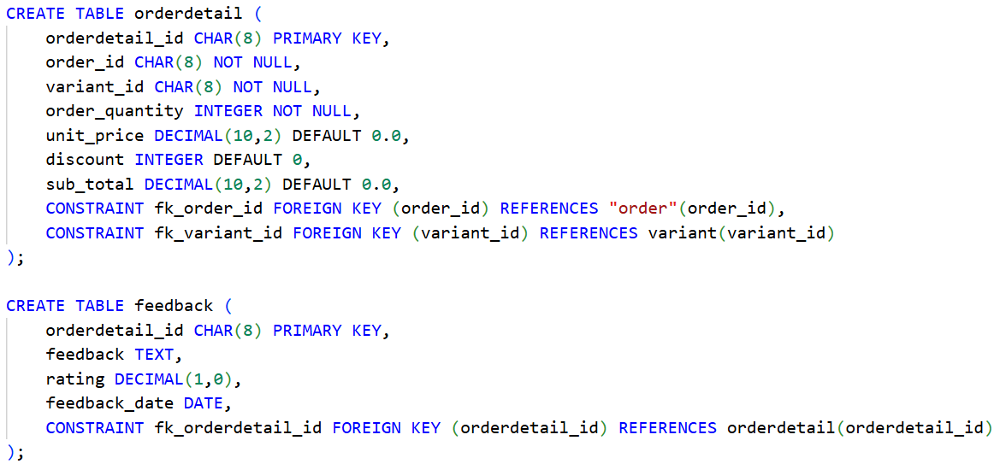 CREATE TABLE orderdetail (
    orderdetail_id CHAR(8) PRIMARY KEY,
    order_id CHAR(8) NOT NULL,
    variant_id CHAR(8) NOT NULL,
    order_quantity INTEGER NOT NULL,
    unit_price DECIMAL(10,2) DEFAULT 0.0,
    discount INTEGER DEFAULT 0,
    sub_total DECIMAL(10,2) DEFAULT 0.0,
    CONSTRAINT fk_order_id FOREIGN KEY (order_id) REFERENCES "order"(order_id),
    CONSTRAINT fk_variant_id FOREIGN KEY (variant_id) REFERENCES variant(variant_id)
);

CREATE TABLE feedback (
    orderdetail_id CHAR(8) PRIMARY KEY,
    feedback TEXT,
    rating DECIMAL(1,0),
    feedback_date DATE,
    CONSTRAINT fk_orderdetail_id FOREIGN KEY (orderdetail_id) REFERENCES orderdetail(orderdetail_id)
);